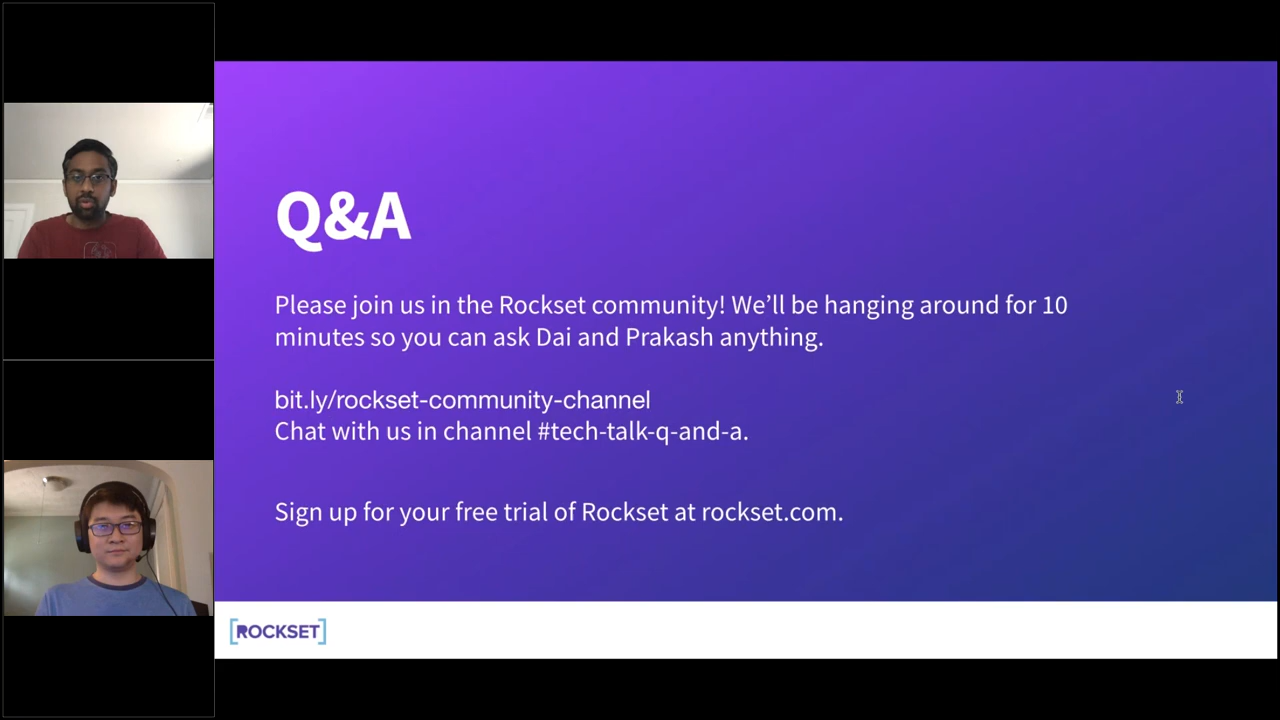 Q&A
Please join us in the Rockset community! We’ll be hanging around for 10
minutes so you can ask Dai and Prakash anything.
bit.ly/rockset-community-channel
Chat with us in channel #tech-talk-q-and-a.
Sign up for your free trial of Rockset at rockset.com.
[ROCKSET]